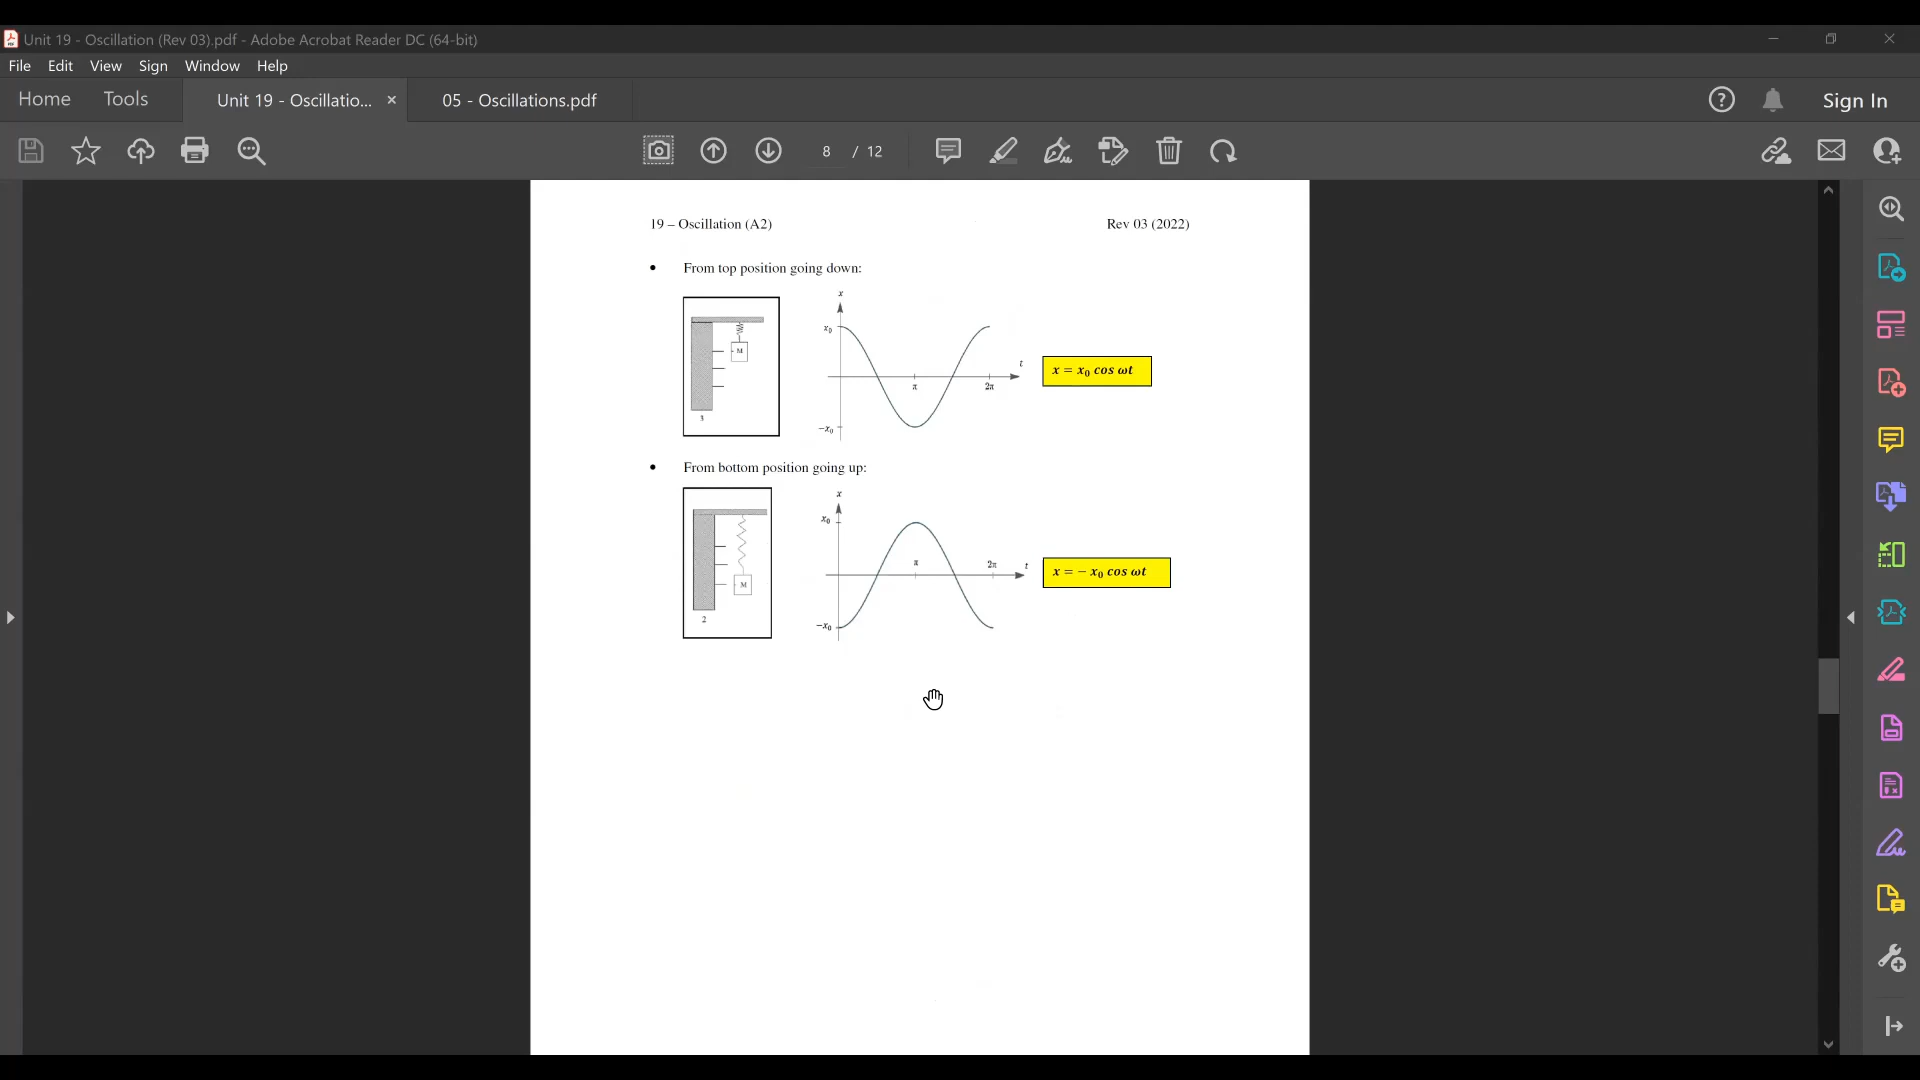 Unit 19 - Oscillation (Rev 03).pdf - Adobe Acrobat Reader DC (64-bit)
File Edit View Sign Window Help
Home Tools Unit 19 - Oscillatio... × 05 - Oscillations.pdf Sign In
8 / 12
19 – Oscillation (A2) Rev 03 (2022)
• From top position going down:
M
3
x
x₀
π 2π t
−x₀
x = x₀ cos ωt
• From bottom position going up:
M
2
x
x₀
π 2π t
−x₀
x = − x₀ cos ωt